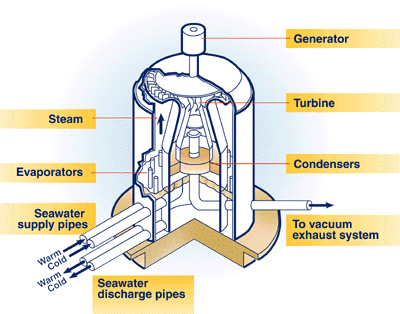 Generator
Turbine
Steam
Evaporators
Condensers
Seawater
supply pipes
To vacuum
exhaust system
Warm
Cold
Warm
Cold
Seawater
discharge pipes